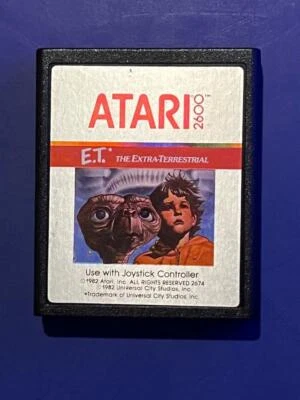 ATARI 2600™
E.T.* THE EXTRA-TERRESTRIAL
Use with Joystick Controller
©1982 Atari, Inc. ALL RIGHTS RESERVED 2674
©1982 Universal City Studios, Inc.
*Trademark of Universal City Studios, Inc.